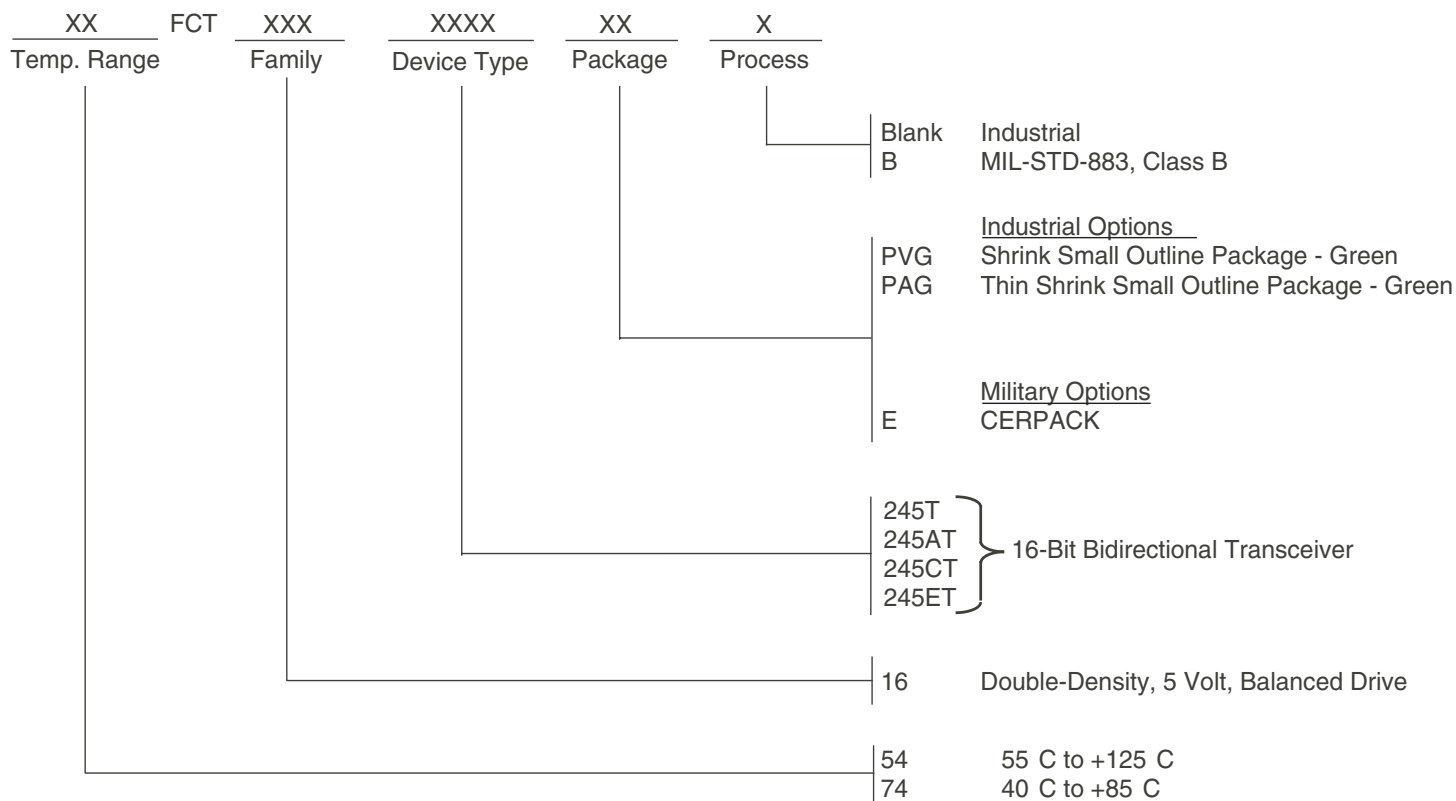 XX FCT XXX XXXX XX X
Temp. Range Family Device Type Package Process
Blank Industrial
B MIL-STD-883, Class B
Industrial Options
PVG Shrink Small Outline Package - Green
PAG Thin Shrink Small Outline Package - Green
Military Options
E CERPACK
245T
245AT
245CT
245ET
16-Bit Bidirectional Transceiver
16 Double-Density, 5 Volt, Balanced Drive
54 55 C to +125 C
74 40 C to +85 C